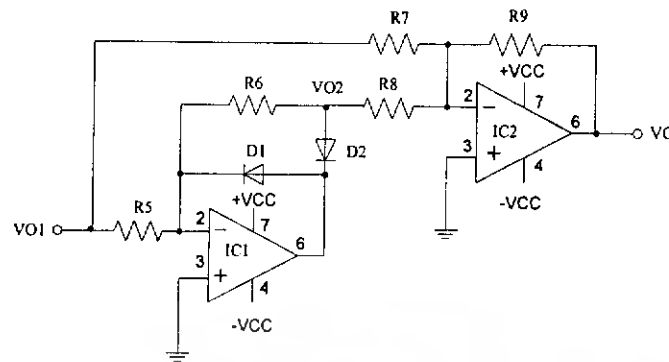 R7
R9
+VCC
R6
VO2
R8
2
7
6
VO
IC2
3
4
-VCC
D1
D2
+VCC
VO1
R5
2
7
6
IC1
3
4
-VCC